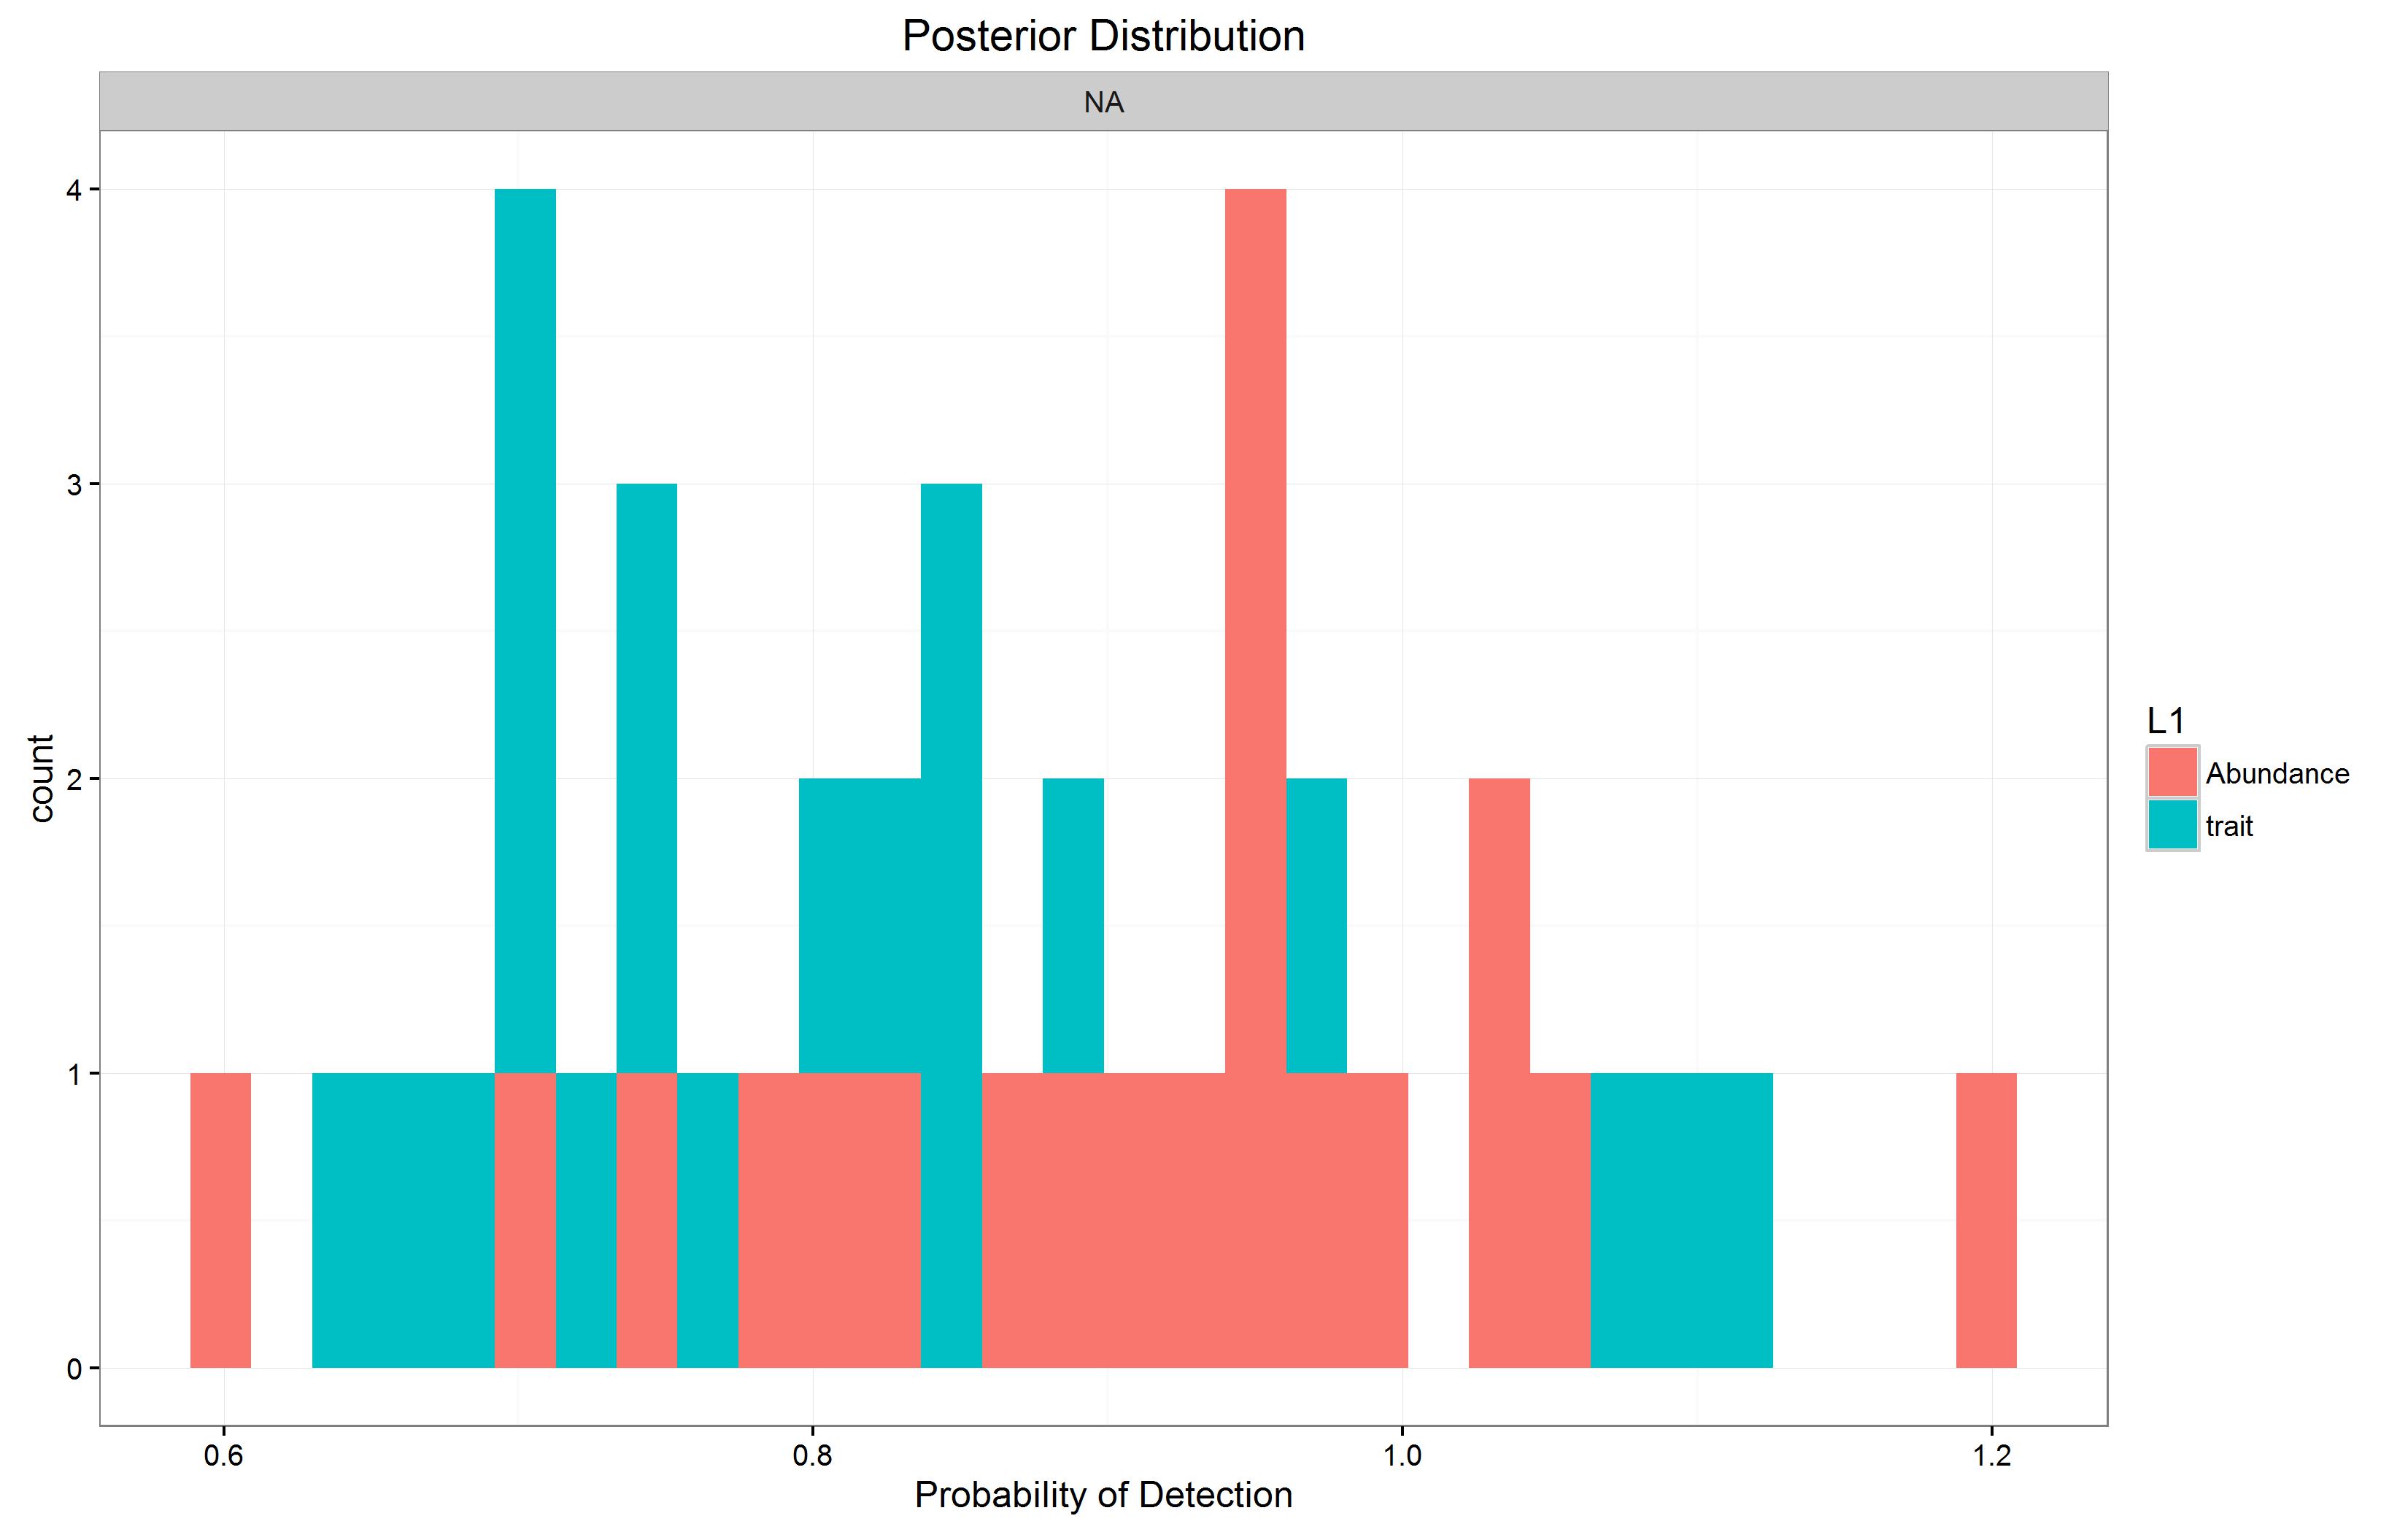 Posterior Distribution
NA
4
3
2
1
0
count
0.6 0.8 1.0 1.2
Probability of Detection
L1
Abundance
trait